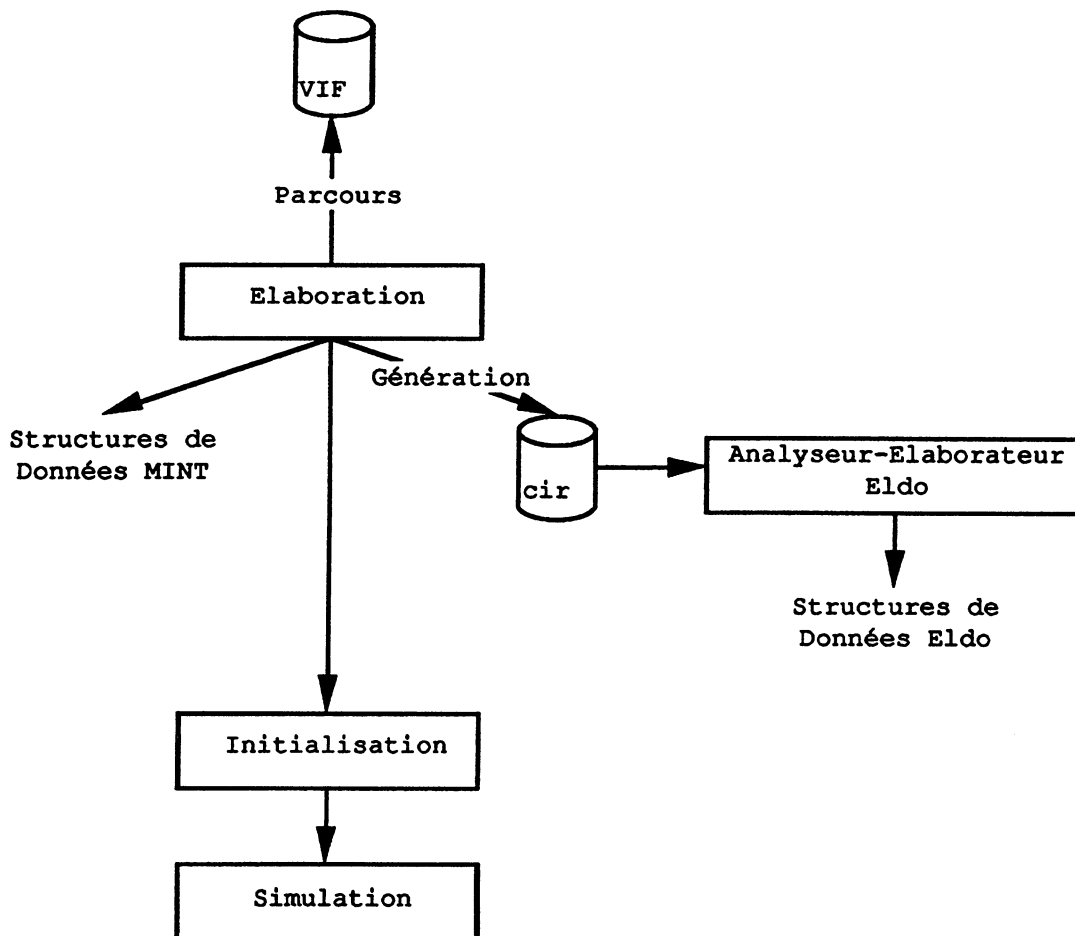 VIF
Parcours
Elaboration
Génération
Structures de
Données MINT
cir
Analyseur-Elaborateur
Eldo
Structures de
Données Eldo
Initialisation
Simulation